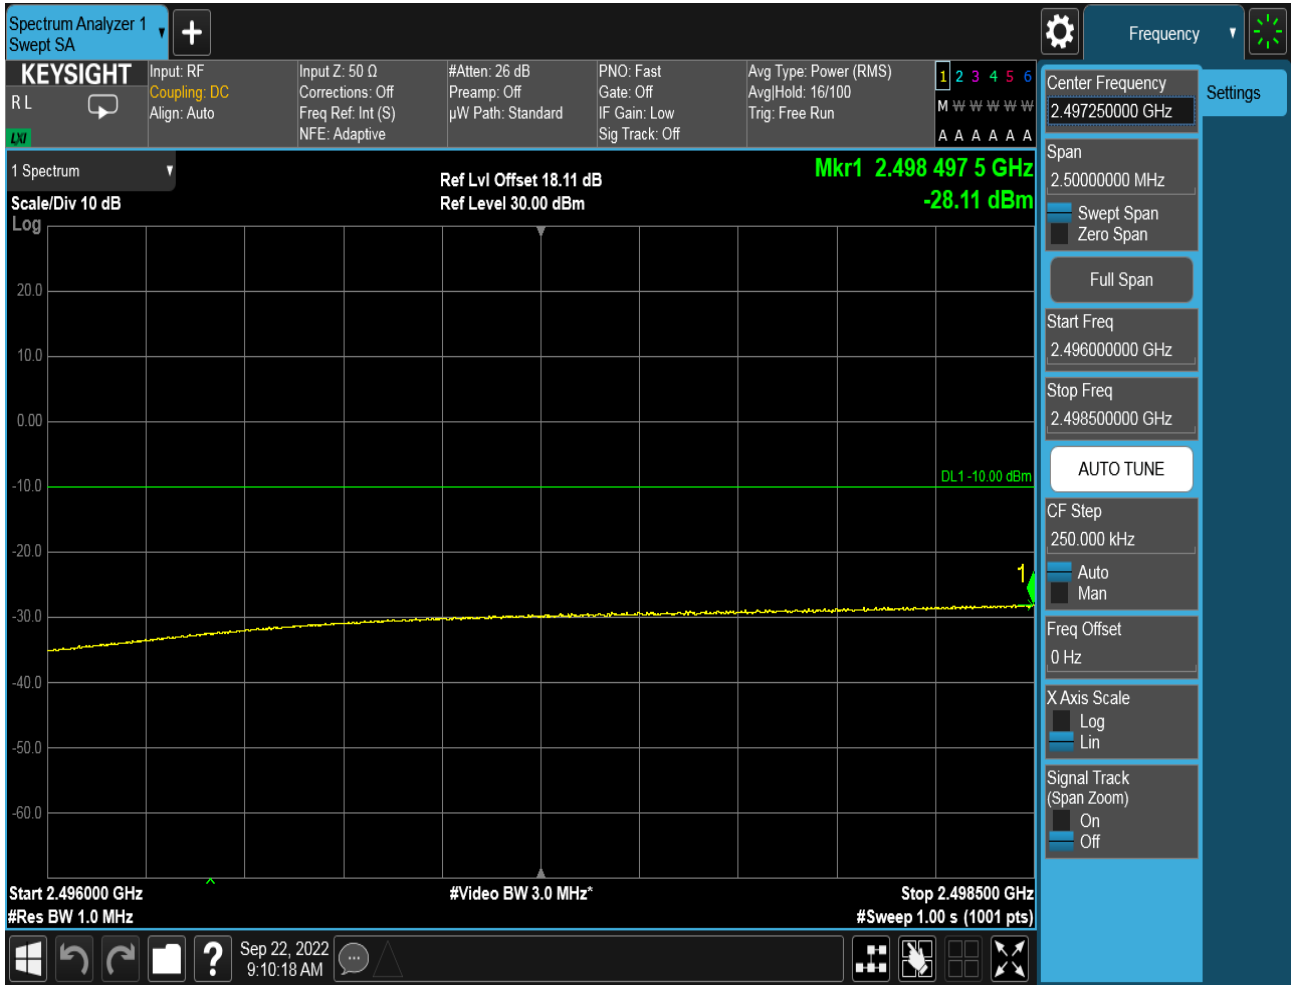 Spectrum Analyzer 1
Swept SA
Frequency
KEYSIGHT
R L
LXI
Input: RF
Coupling: DC
Align: Auto
Input Z: 50 Ω
Corrections: Off
Freq Ref: Int (S)
NFE: Adaptive
#Atten: 26 dB
Preamp: Off
µW Path: Standard
PNO: Fast
Gate: Off
IF Gain: Low
Sig Track: Off
Avg Type: Power (RMS)
Avg|Hold: 16/100
Trig: Free Run
1 2 3 4 5 6
M W W W W W
A A A A A A
1 Spectrum
Scale/Div 10 dB
Log
Ref Lvl Offset 18.11 dB
Ref Level 30.00 dBm
Mkr1 2.498 497 5 GHz
-28.11 dBm
20.0
10.0
0.00
-10.0
-20.0
-30.0
-40.0
-50.0
-60.0
DL1 -10.00 dBm
1
Start 2.496000 GHz
#Res BW 1.0 MHz
#Video BW 3.0 MHz*
Stop 2.498500 GHz
#Sweep 1.00 s (1001 pts)
Sep 22, 2022
9:10:18 AM
?
Center Frequency
2.497250000 GHz
Settings
Span
2.50000000 MHz
Swept Span
Zero Span
Full Span
Start Freq
2.496000000 GHz
Stop Freq
2.498500000 GHz
AUTO TUNE
CF Step
250.000 kHz
Auto
Man
Freq Offset
0 Hz
X Axis Scale
Log
Lin
Signal Track
(Span Zoom)
On
Off